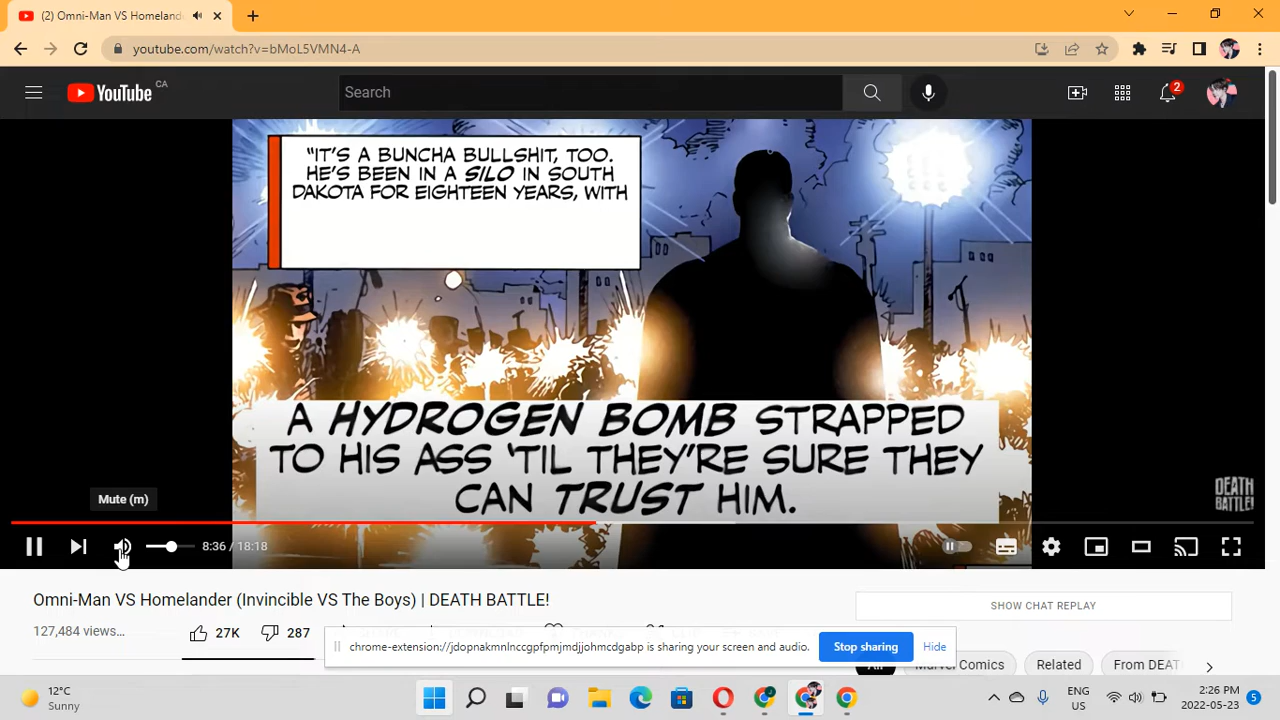 (2) Omni-Man VS Homelande
youtube.com/watch?v=bMoL5VMN4-A
YouTube CA
Search
2
"IT'S A BUNCHA BULLSHIT, TOO.
HE'S BEEN IN A SILO IN SOUTH
DAKOTA FOR EIGHTEEN YEARS, WITH
A HYDROGEN BOMB STRAPPED
TO HIS ASS 'TIL THEY'RE SURE THEY
CAN TRUST HIM.
DEATH
BATTLE!
Mute (m)
8:36 / 18:18
Omni-Man VS Homelander (Invincible VS The Boys) | DEATH BATTLE!
127,484 views...
27K
287
SHOW CHAT REPLAY
chrome-extension://jdopnakmnlnccgpfpmjmdjjohmcdgabp is sharing your screen and audio.
Stop sharing
Hide
All
Marvel Comics
Related
From DEAT
12°C
Sunny
ENG
US
2:26 PM
2022-05-23
5